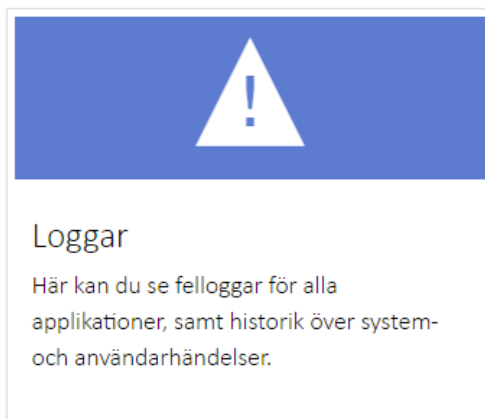 !
Loggar
Här kan du se felloggar för alla
applikationer, samt historik över system-
och användarhändelser.